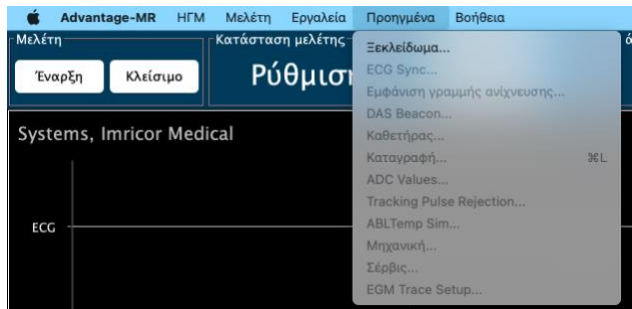 Advantage-MR ΗΓΜ Μελέτη Εργαλεία Προηγμένα Βοήθεια
Μελέτη
Κατάσταση μελέτης
Έναρξη
Κλείσιμο
Ξεκλείδωμα...
ECG Sync...
Εμφάνιση γραμμής ανίχνευσης...
DAS Beacon...
Καθετήρας...
Καταγραφή... ⌘L
ADC Values...
Tracking Pulse Rejection...
ABLTemp Sim...
Μηχανική...
Σέρβις...
EGM Trace Setup...
Systems, Imricor Medical
ECG